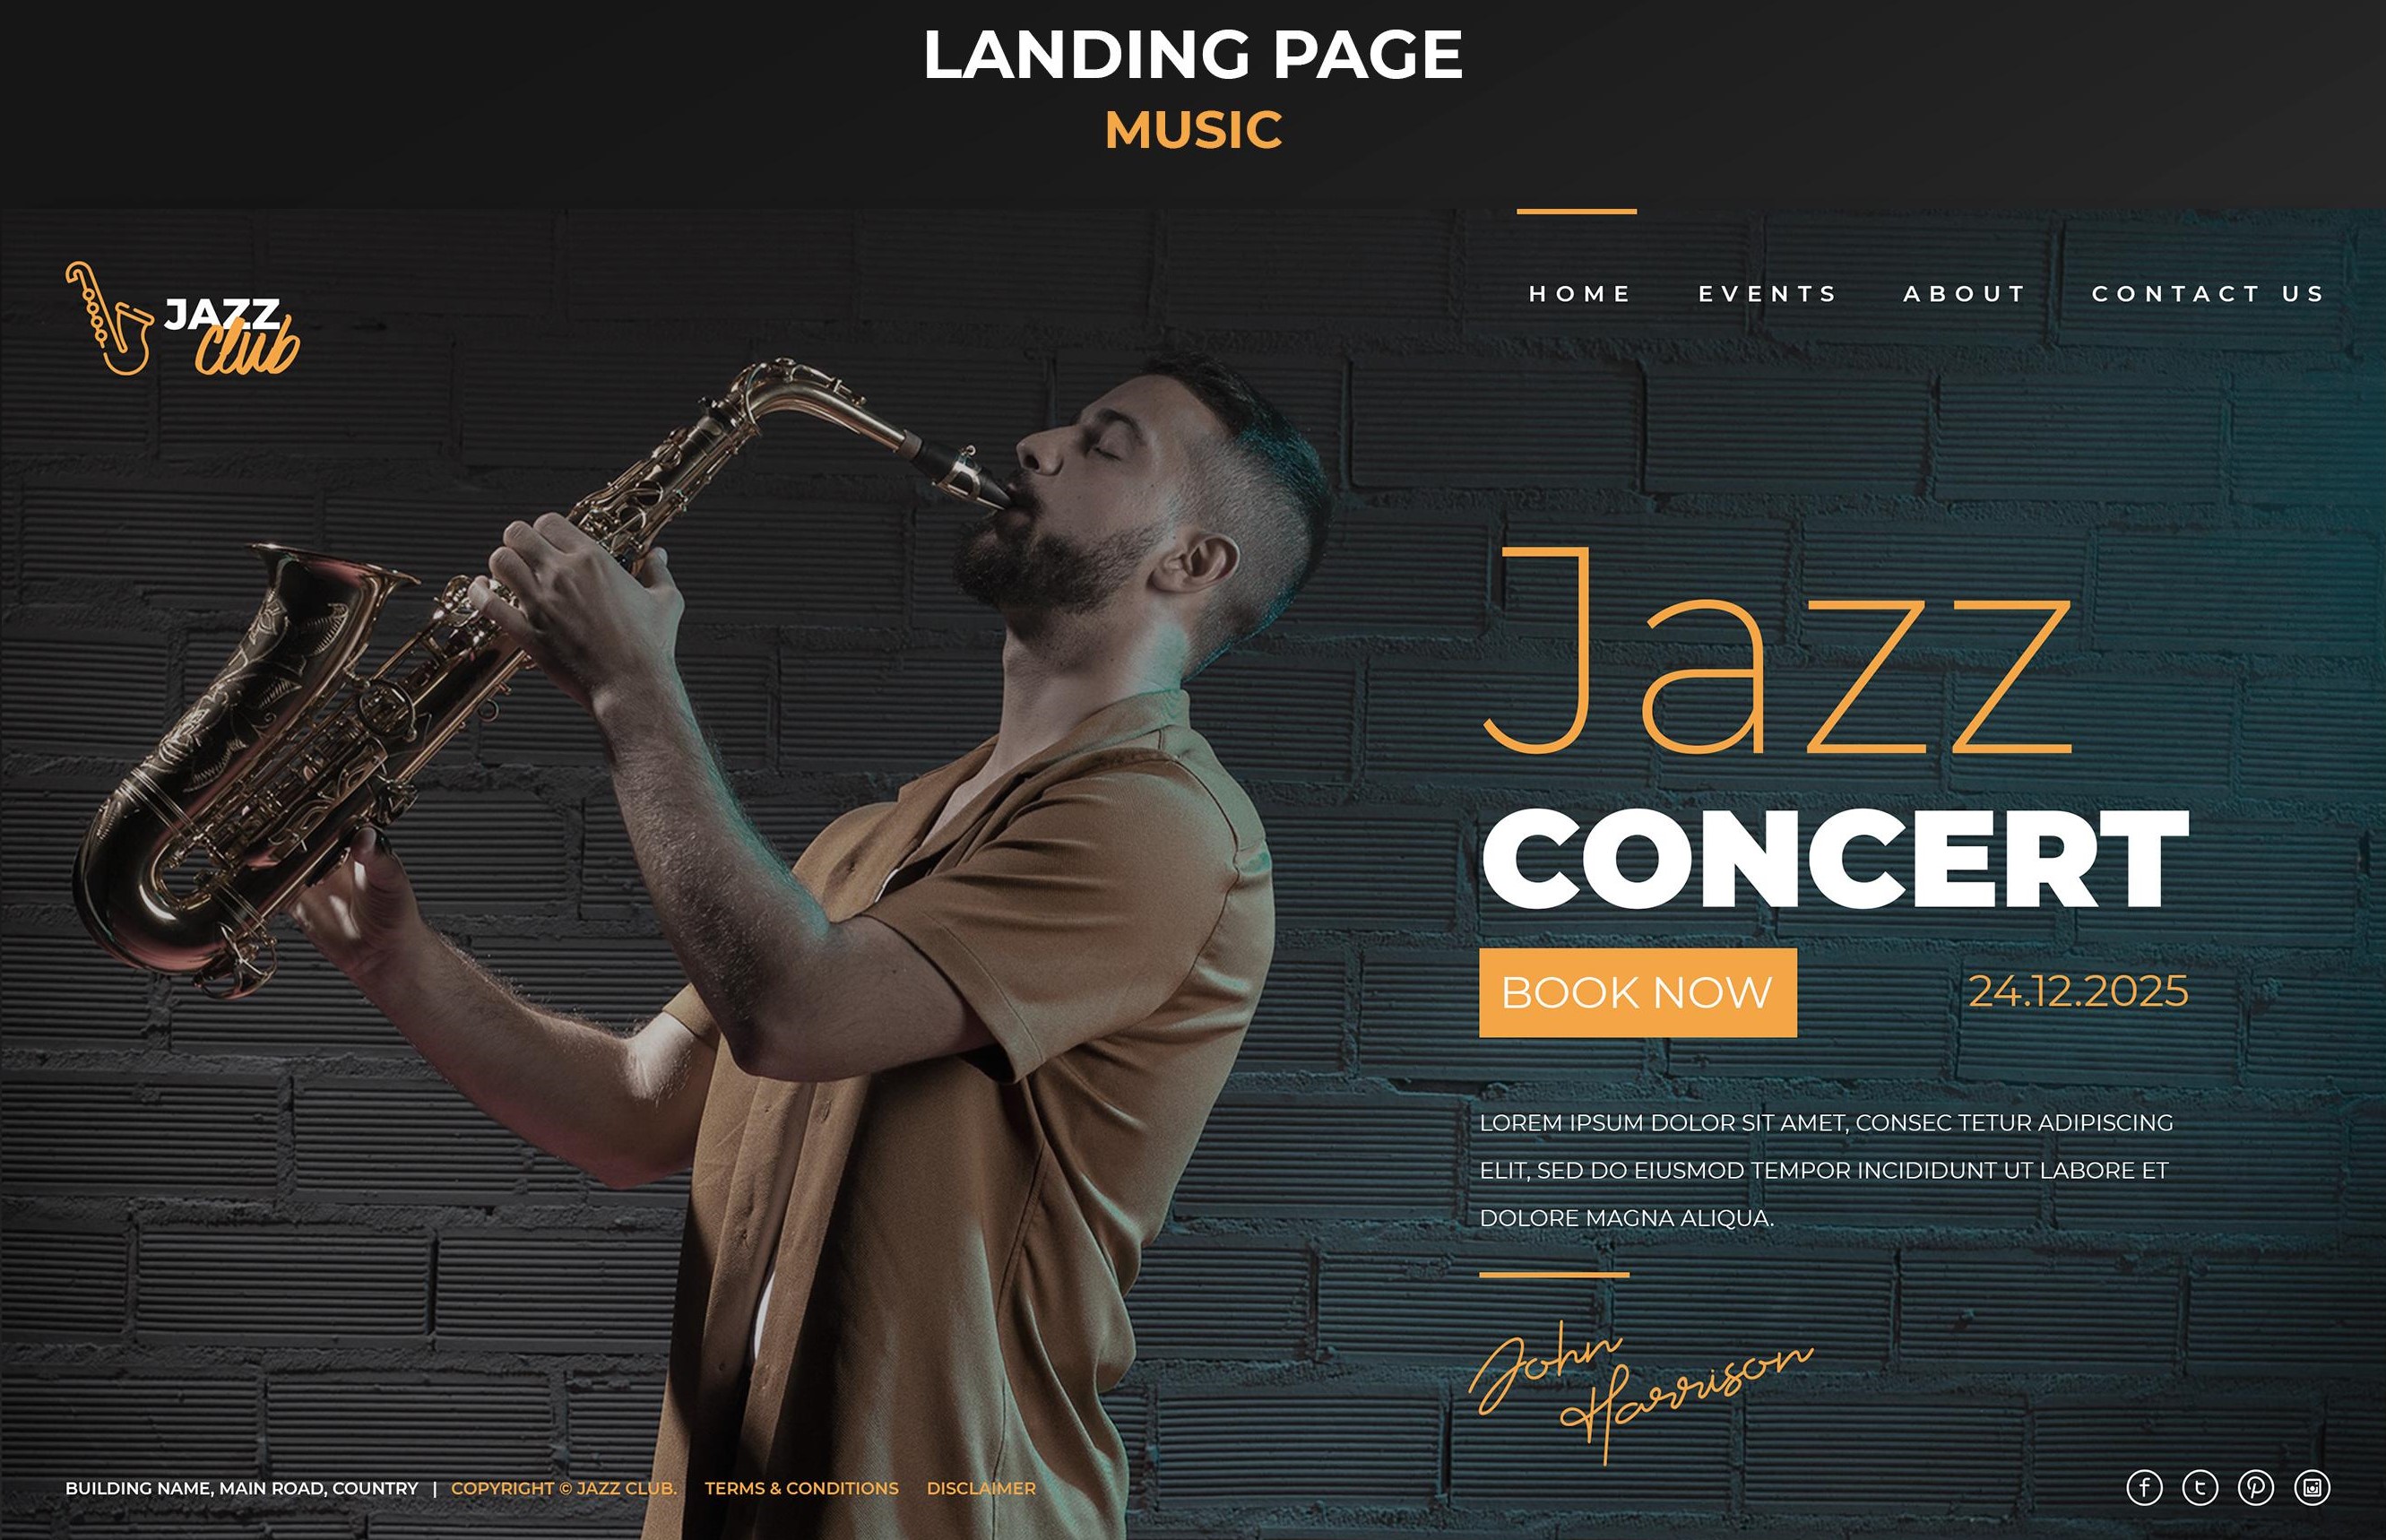 LANDING PAGE
MUSIC
JAZZ
club
HOME EVENTS ABOUT CONTACT US
Jazz
CONCERT
BOOK NOW 24.12.2025
LOREM IPSUM DOLOR SIT AMET, CONSEC TETUR ADIPISCING
ELIT, SED DO EIUSMOD TEMPOR INCIDIDUNT UT LABORE ET
DOLORE MAGNA ALIQUA.
John
Harrison
BUILDING NAME, MAIN ROAD, COUNTRY | COPYRIGHT © JAZZ CLUB. TERMS & CONDITIONS DISCLAIMER